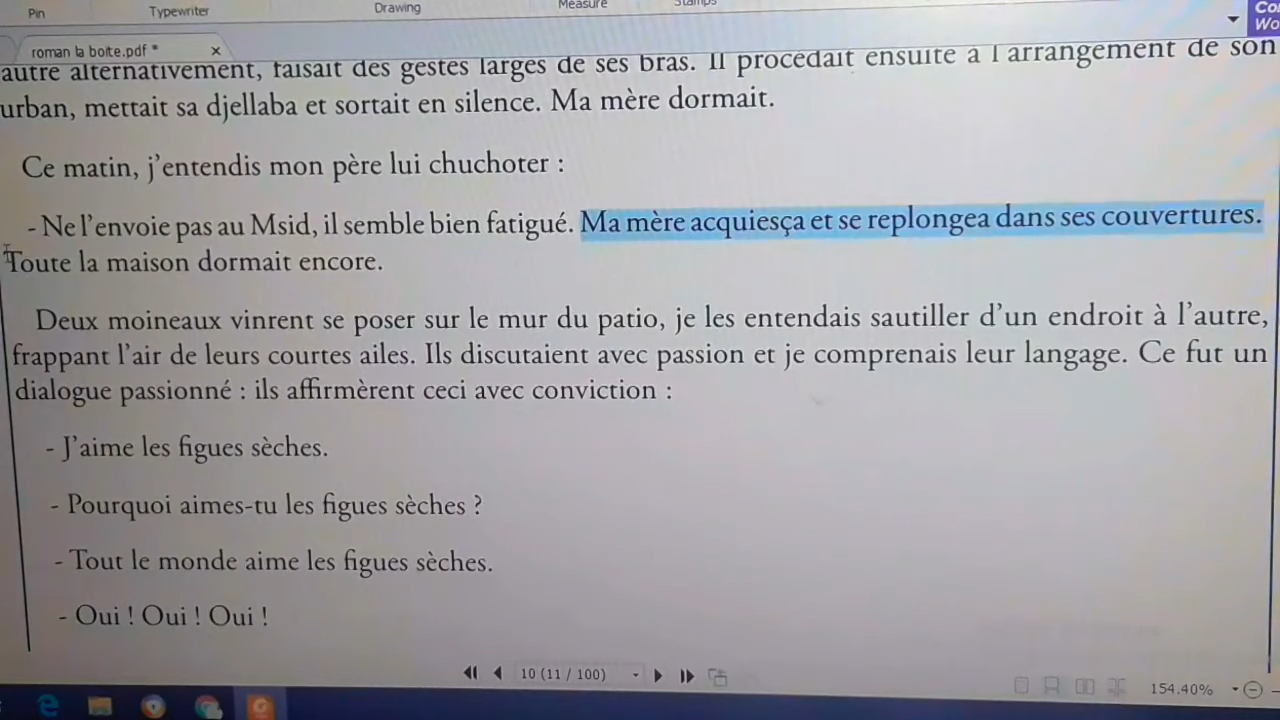 Pin Typewriter Drawing Measure Stamps
roman la boite.pdf * x
autre alternativement, faisait des gestes larges de ses bras. Il procédait ensuite à l'arrangement de son
urban, mettait sa djellaba et sortait en silence. Ma mère dormait.
Ce matin, j'entendis mon père lui chuchoter :
- Ne l'envoie pas au Msid, il semble bien fatigué. Ma mère acquiesça et se replongea dans ses couvertures.
Toute la maison dormait encore.
Deux moineaux vinrent se poser sur le mur du patio, je les entendais sautiller d'un endroit à l'autre,
frappant l'air de leurs courtes ailes. Ils discutaient avec passion et je comprenais leur langage. Ce fut un
dialogue passionné : ils affirmèrent ceci avec conviction :
- J'aime les figues sèches.
- Pourquoi aimes-tu les figues sèches ?
- Tout le monde aime les figues sèches.
- Oui ! Oui ! Oui !
10 (11 / 100)
154.40%